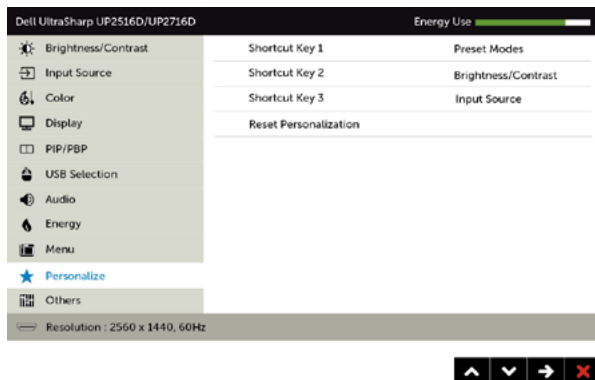 Dell UltraSharp UP2516D/UP2716D Energy Use
Brightness/Contrast Shortcut Key 1 Preset Modes
Input Source Shortcut Key 2 Brightness/Contrast
Color Shortcut Key 3 Input Source
Display Reset Personalization
PIP/PBP
USB Selection
Audio
Energy
Menu
Personalize
Others
Resolution : 2560 x 1440, 60Hz